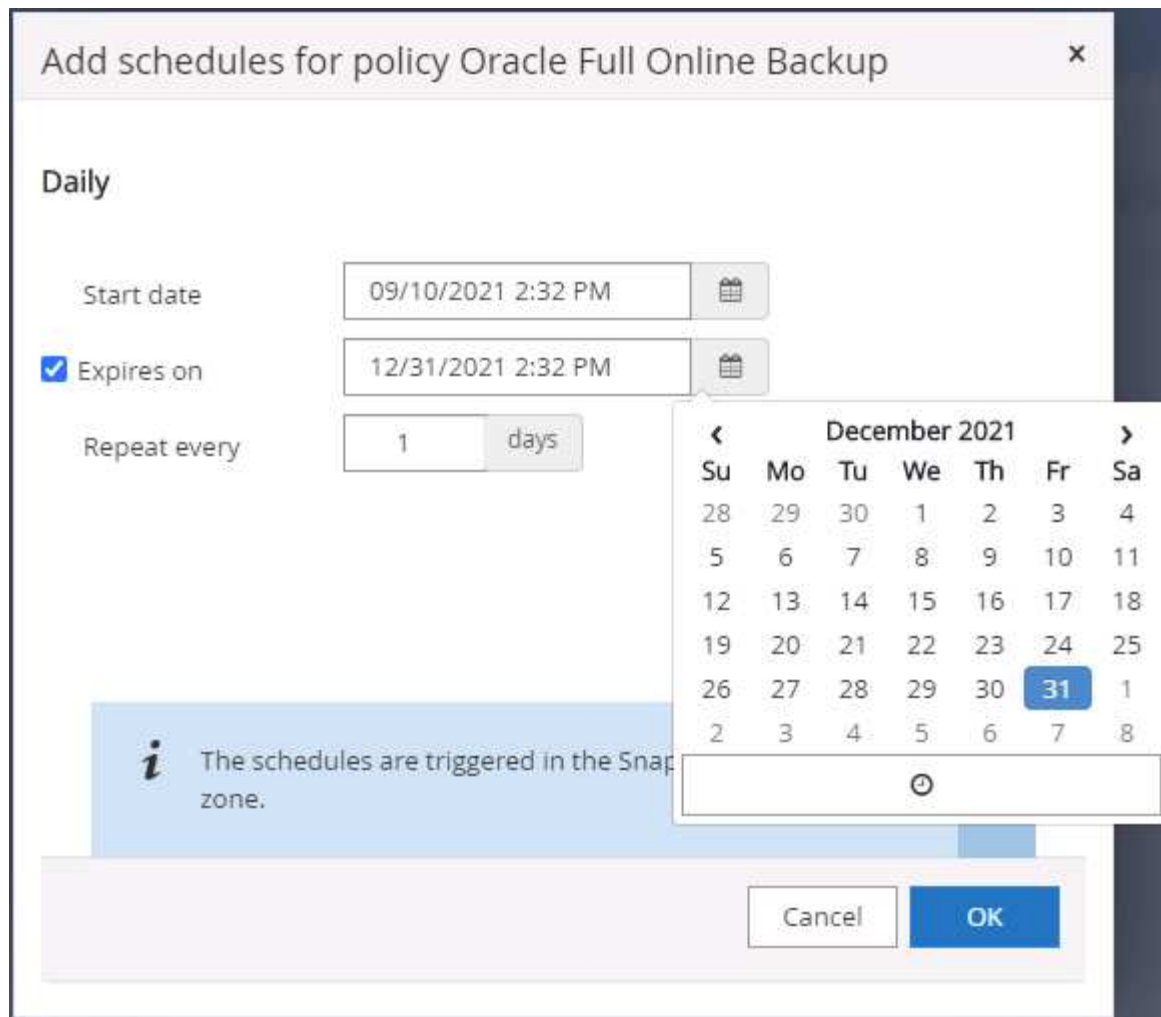 Add schedules for policy Oracle Full Online Backup ×
Daily
Start date 09/10/2021 2:32 PM
Expires on 12/31/2021 2:32 PM
Repeat every 1 days
‹ December 2021 ›
Su Mo Tu We Th Fr Sa
28 29 30 1 2 3 4
5 6 7 8 9 10 11
12 13 14 15 16 17 18
19 20 21 22 23 24 25
26 27 28 29 30 31 1
2 3 4 5 6 7 8
i The schedules are triggered in the Snap
zone.
Cancel OK